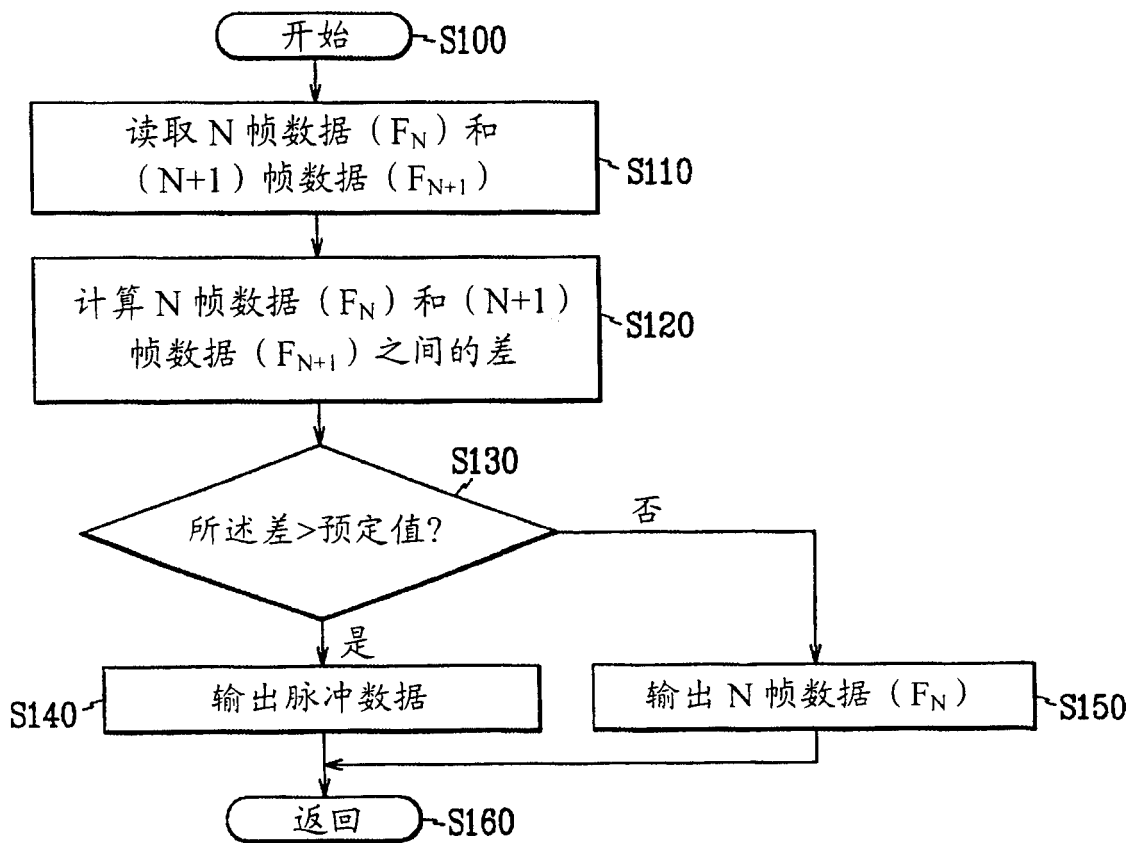 开始
S100
读取 N 帧数据（F_N）和
（N+1）帧数据（F_{N+1}）
S110
计算 N 帧数据（F_N）和（N+1）
帧数据（F_{N+1}）之间的差
S120
S130
所述差>预定值?
否
是
输出脉冲数据
S140
输出 N 帧数据（F_N）
S150
返回
S160